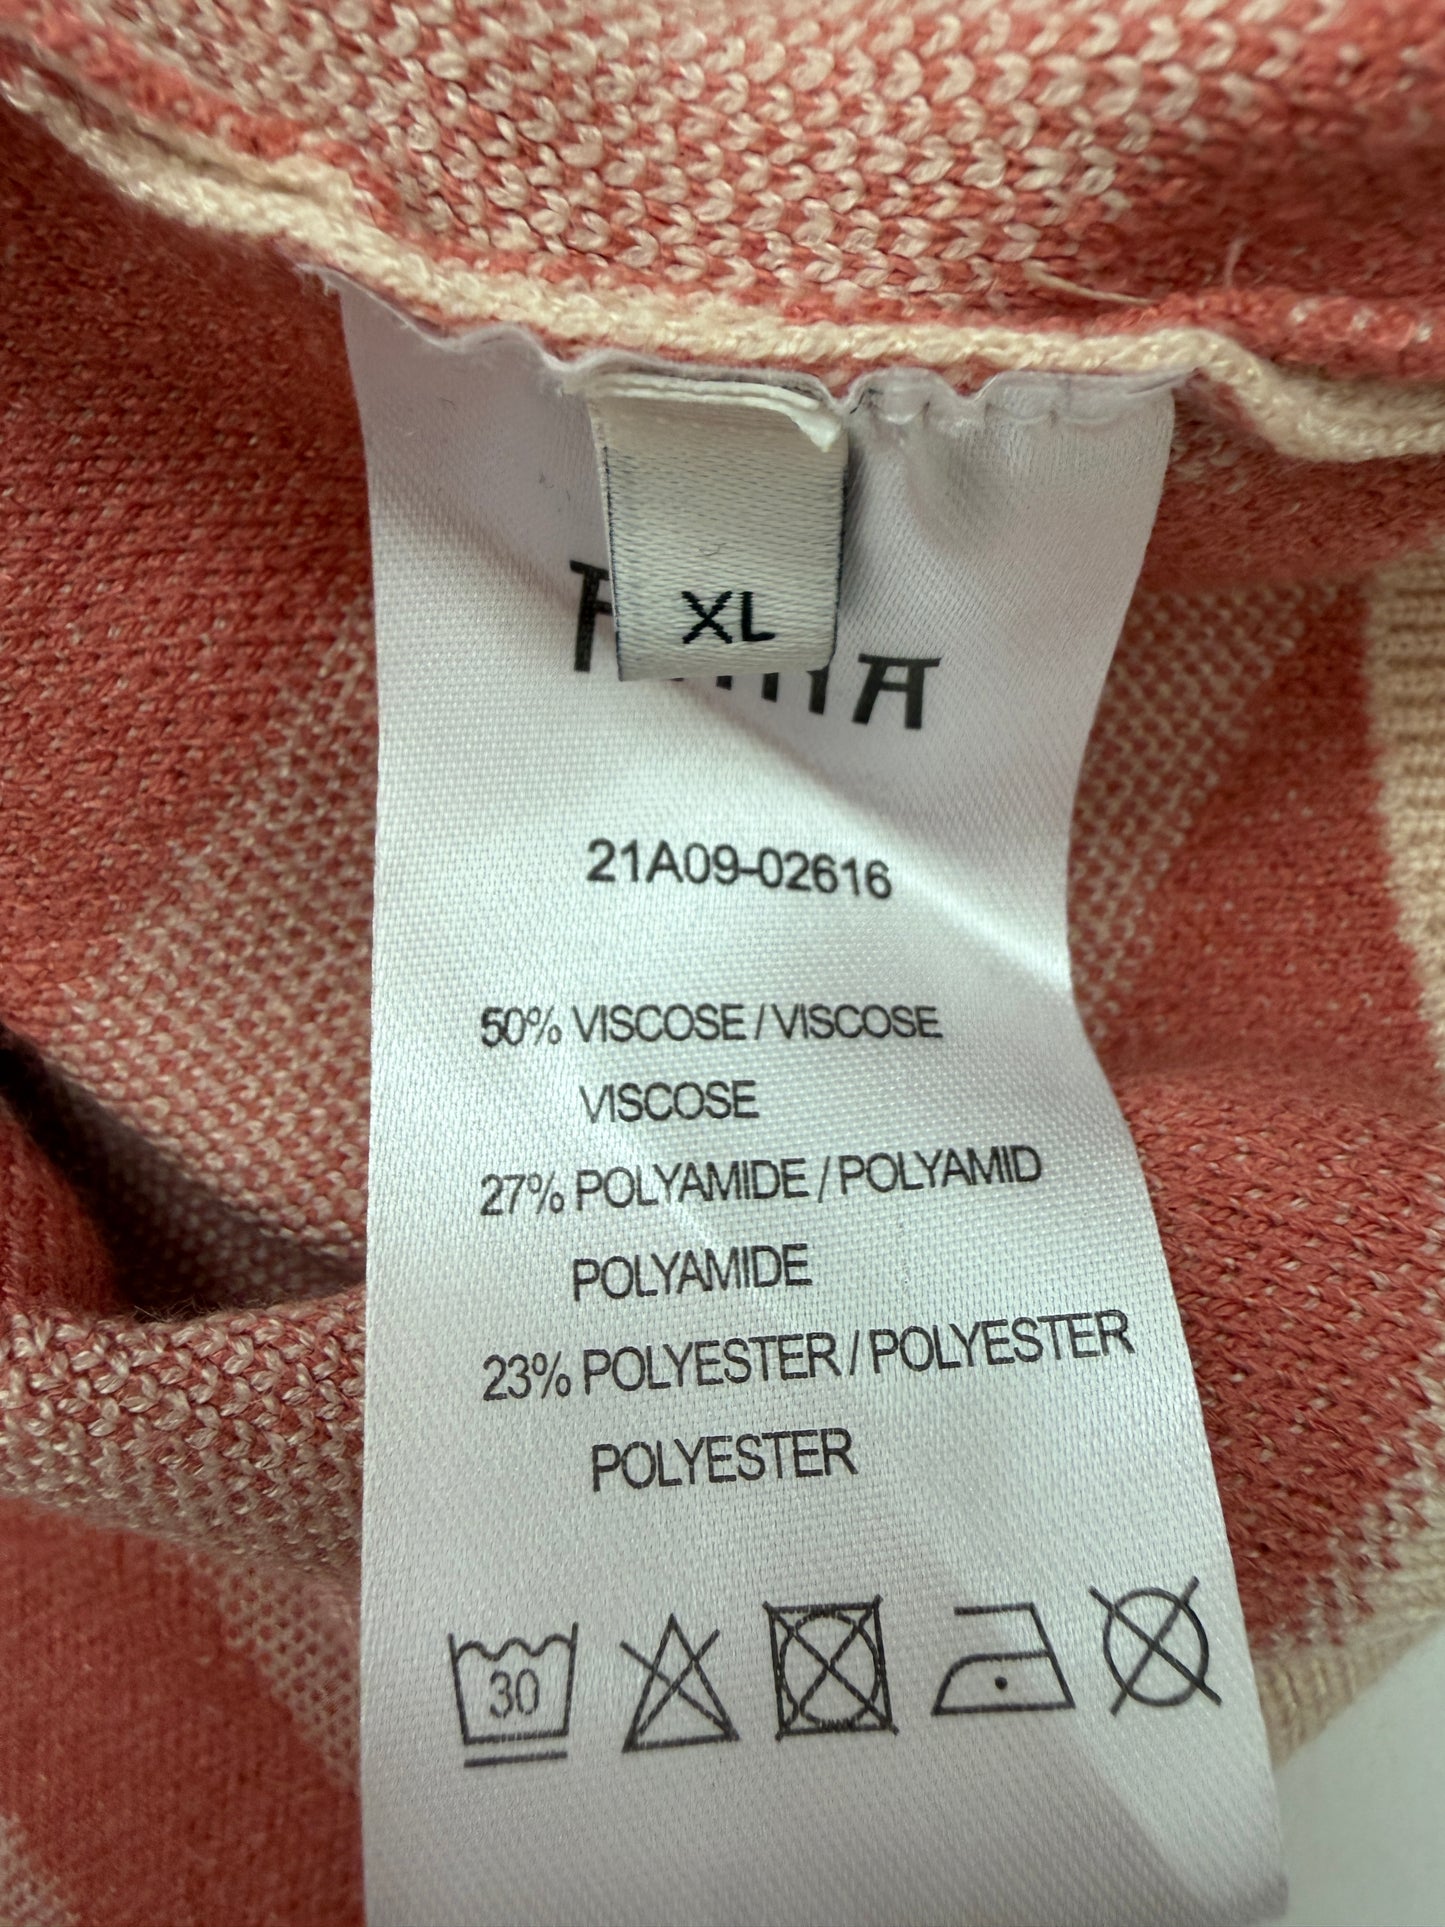 XL
21A09-02616
50% VISCOSE / VISCOSE
VISCOSE
27% POLYAMIDE / POLYAMID
POLYAMIDE
23% POLYESTER / POLYESTER
POLYESTER
30